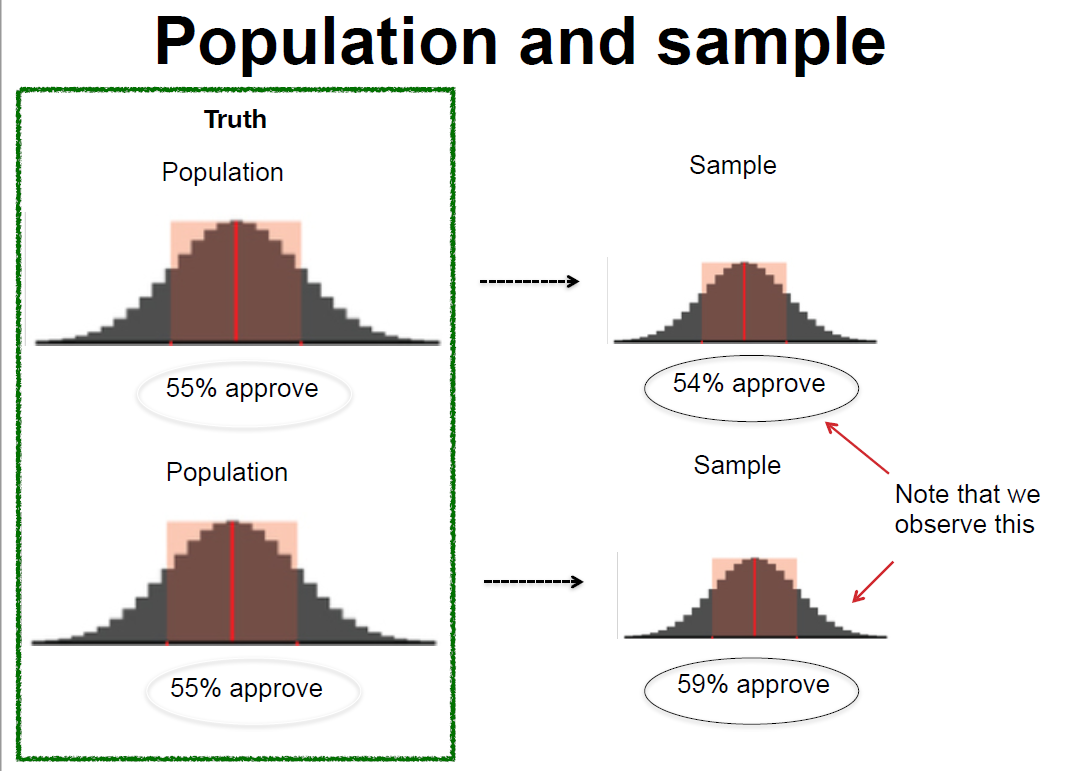 Population and sample
Truth
Population
55% approve
Population
55% approve
Sample
54% approve
Sample
59% approve
Note that we
observe this